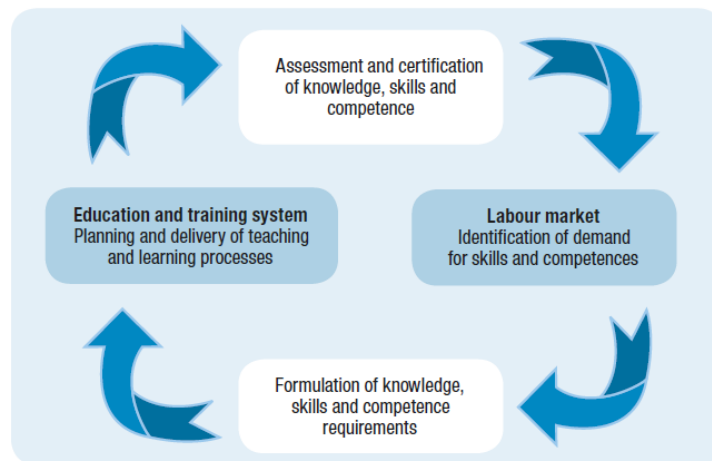 Assessment and certification
of knowledge, skills and
competence
Education and training system
Planning and delivery of teaching
and learning processes
Labour market
Identification of demand
for skills and competences
Formulation of knowledge,
skills and competence
requirements